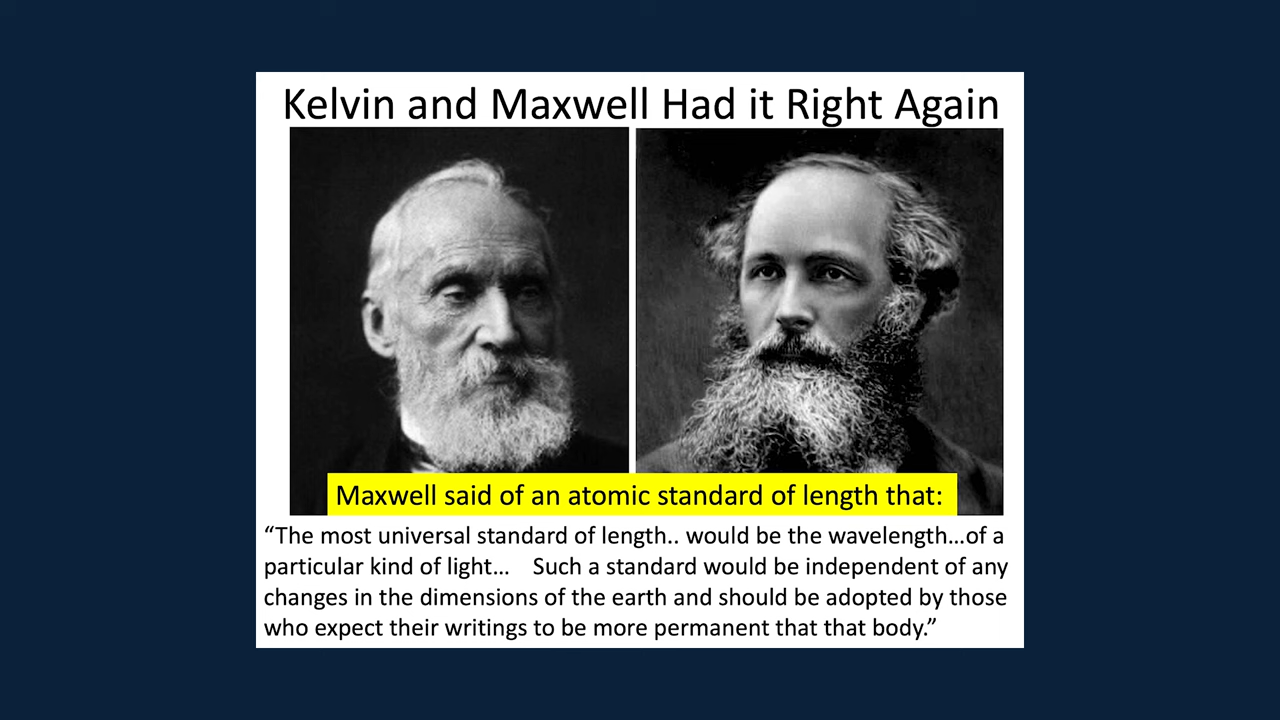 Kelvin and Maxwell Had it Right Again
Maxwell said of an atomic standard of length that:
“The most universal standard of length.. would be the wavelength…of a
particular kind of light… Such a standard would be independent of any
changes in the dimensions of the earth and should be adopted by those
who expect their writings to be more permanent that that body.”